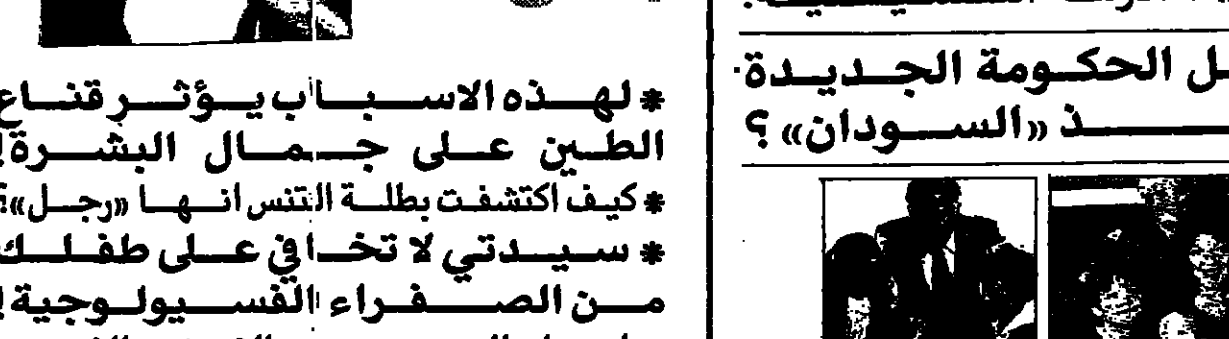 الحكومة الجديدة
«السودان» ؟
* لهذه الاسباب يؤثر قناع
الطين على جمال البشرة!
* كيف اكتشفت بطلة التنس انها «رجل»؟
* سيدتي لا تخافي على طفلك
من الصفراء الفسيولوجية!